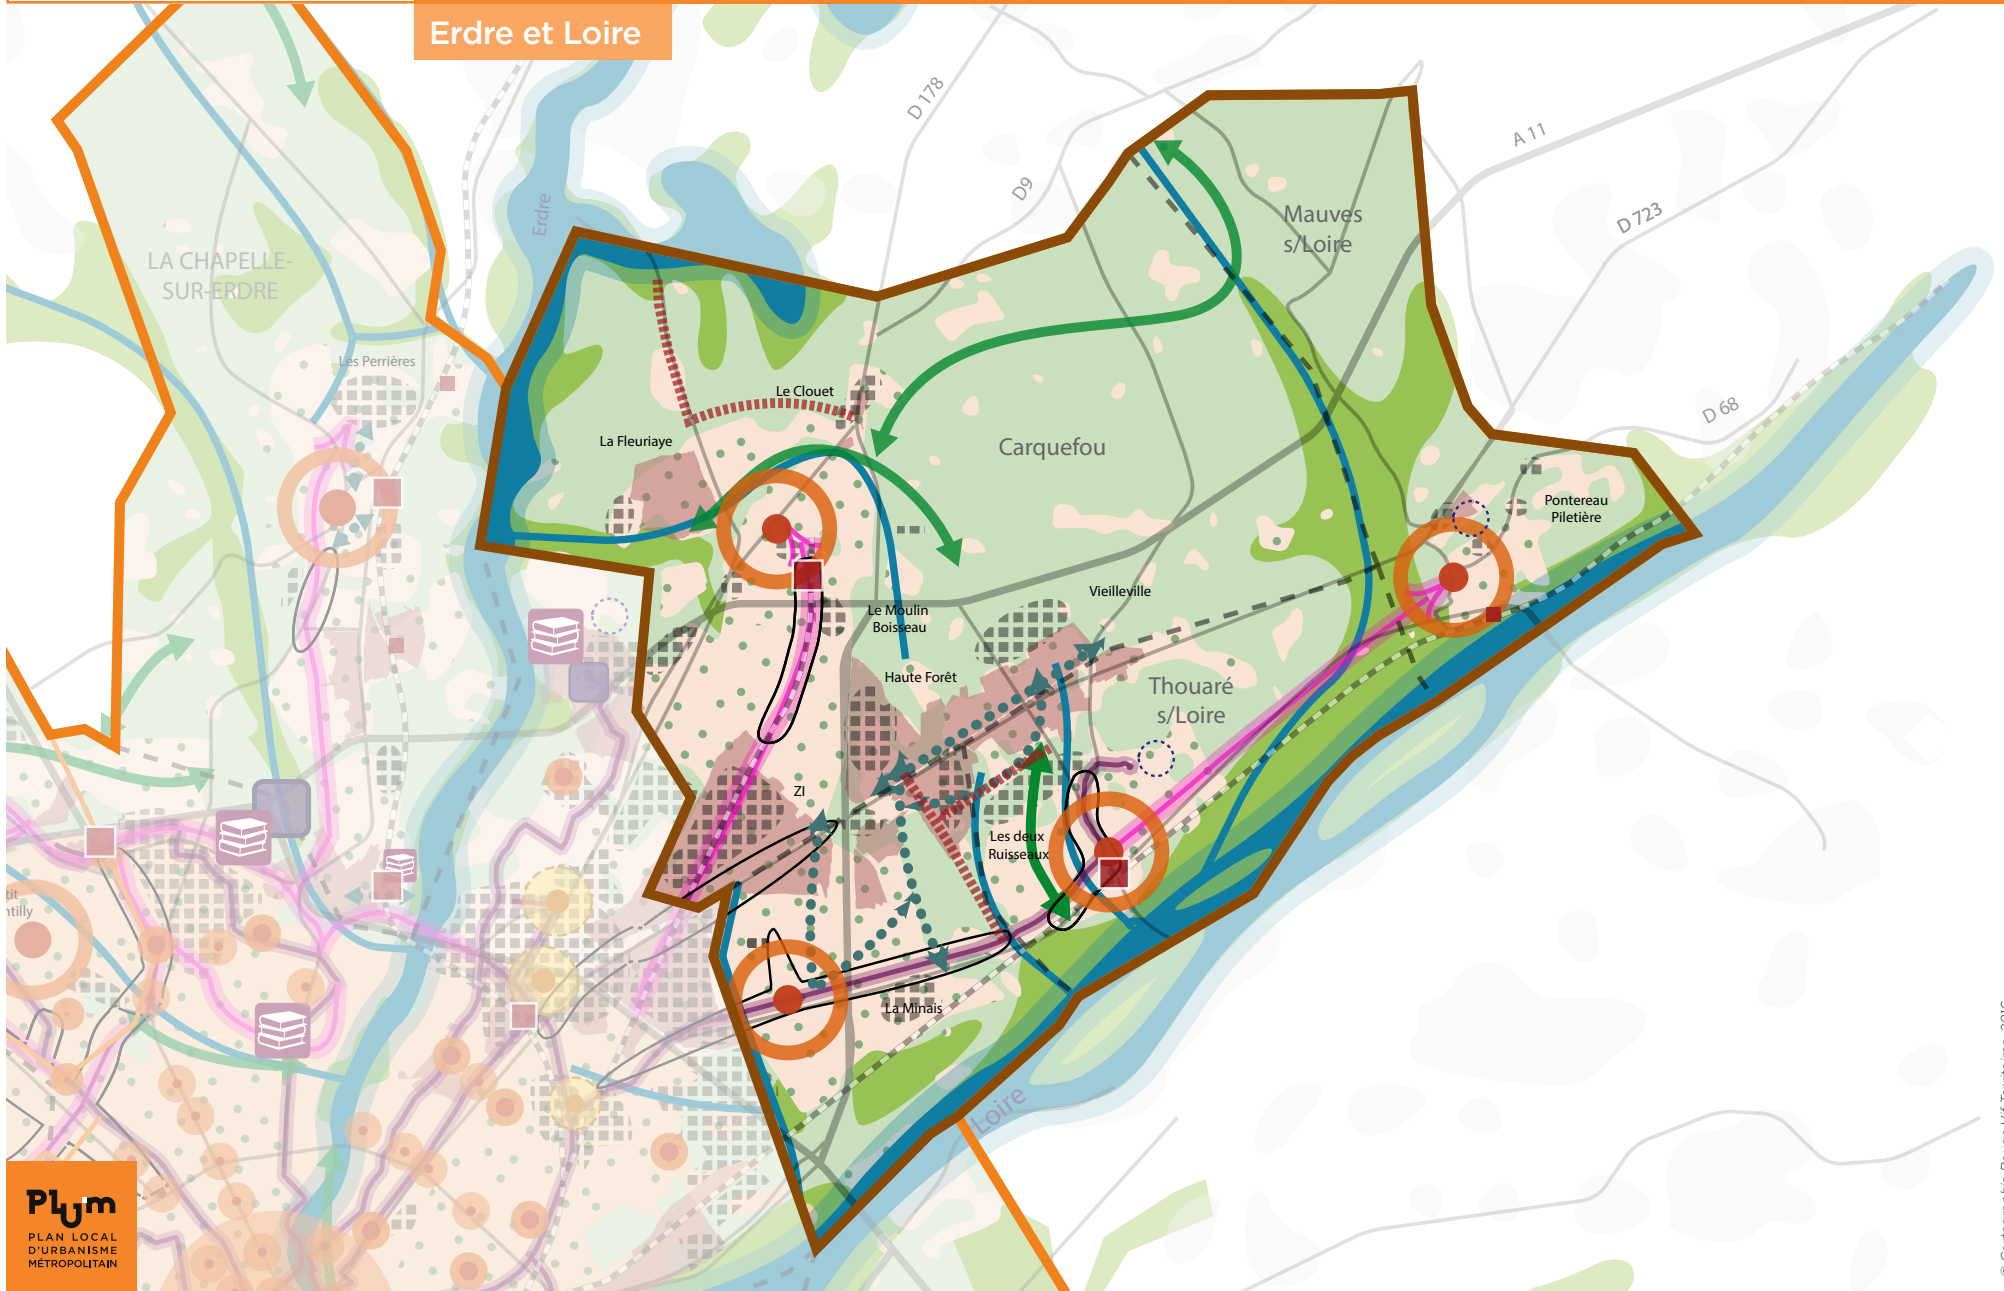 Erdre et Loire
D 178
D9
A 11
D 723
D 68
Erdre
LA CHAPELLE-
SUR-ERDRE
Mauves
s/Loire
Les Perrières
Le Clouet
La Fleuriaye
Carquefou
Pontereau
Piletière
Vieilleville
Le Moulin
Boisseau
Haute Forêt
Thouaré
s/Loire
ZI
Les deux
Ruisseaux
La Minais
Loire
Plum
PLAN LOCAL
D'URBANISME
MÉTROPOLITAIN